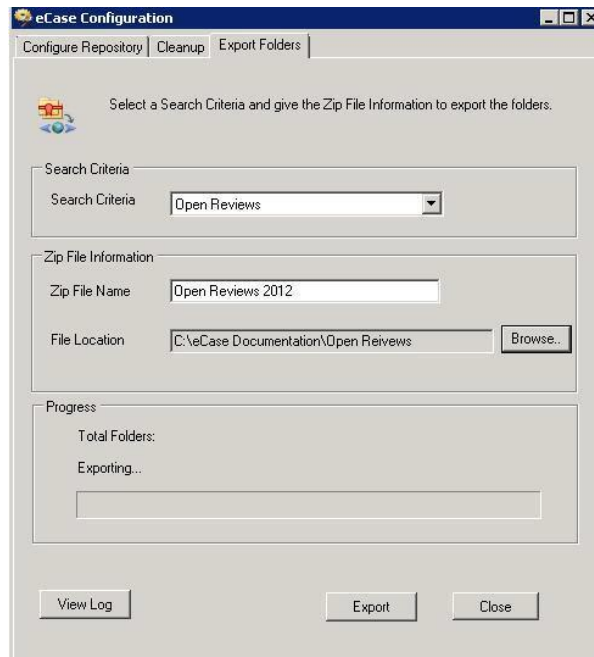 eCase Configuration
Configure Repository Cleanup Export Folders
Select a Search Criteria and give the Zip File Information to export the folders.
Search Criteria
Search Criteria Open Reviews
Zip File Information
Zip File Name Open Reviews 2012
File Location C:\eCase Documentation\Open Reivews Browse..
Progress
Total Folders:
Exporting...
View Log Export Close